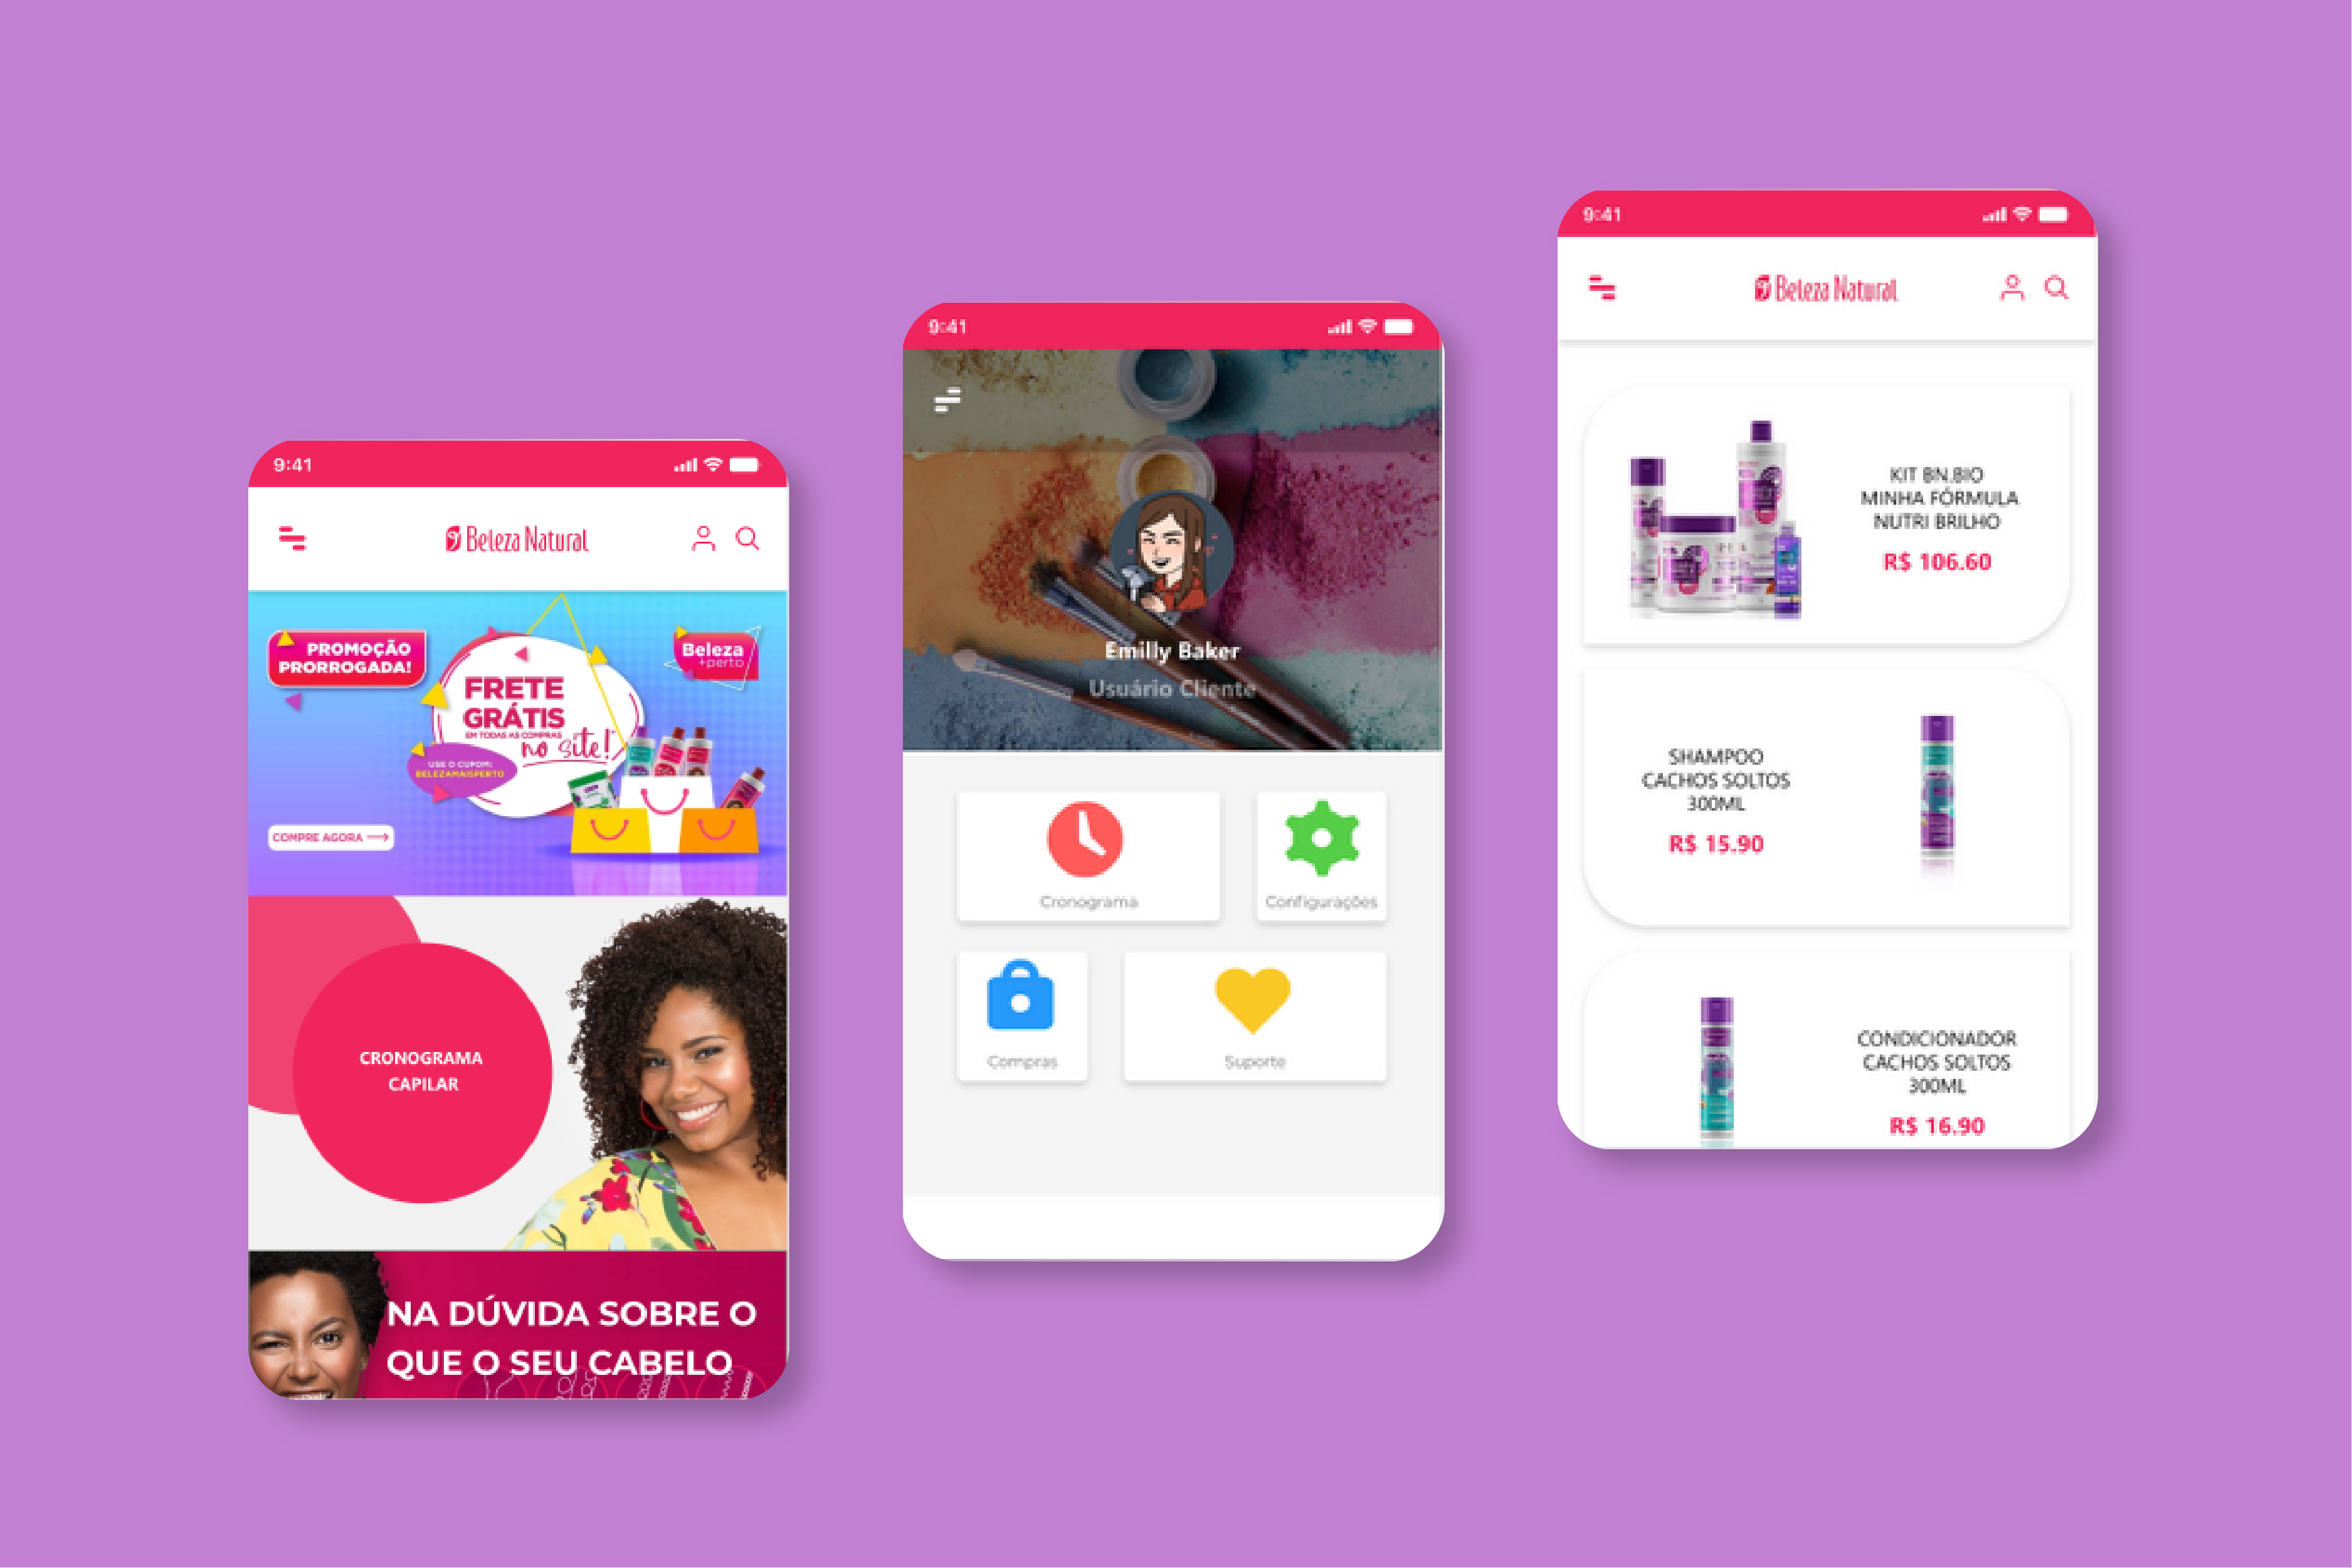 9:41
Beleza Natural
PROMOÇÃO
PRORROGADA!
Beleza
+perto
FRETE
GRÁTIS
EM TODAS AS COMPRAS
no site!
USE O CUPOM:
BELEZAMAISPERTO
COMPRE AGORA
CRONOGRAMA
CAPILAR
NA DÚVIDA SOBRE O
QUE O SEU CABELO
9:41
Emilly Baker
Usuário Cliente
Cronograma
Configurações
Compras
Suporte
9:41
Beleza Natural
KIT BN.BIO
MINHA FÓRMULA
NUTRI BRILHO
R$ 106.60
SHAMPOO
CACHOS SOLTOS
300ML
R$ 15.90
CONDICIONADOR
CACHOS SOLTOS
300ML
R$ 16.90